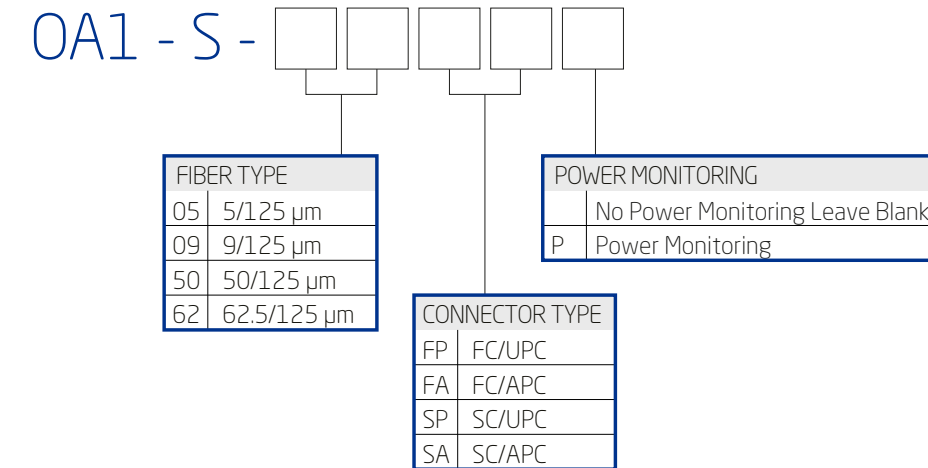 OA1 - S -
FIBER TYPE
05 5/125 µm
09 9/125 µm
50 50/125 µm
62 62.5/125 µm
POWER MONITORING
No Power Monitoring Leave Blank
P Power Monitoring
CONNECTOR TYPE
FP FC/UPC
FA FC/APC
SP SC/UPC
SA SC/APC